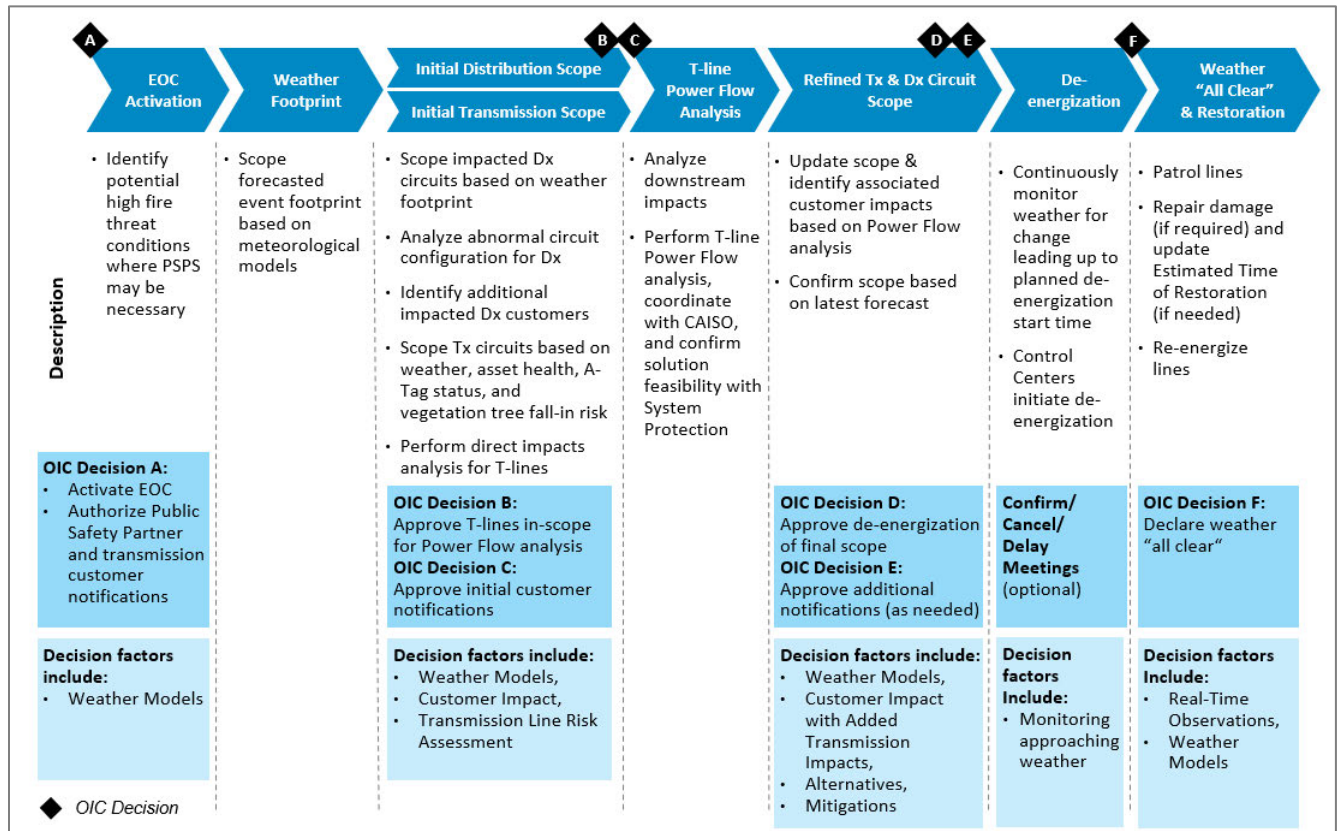 A
B
C
D
E
F
EOC
Activation
Weather
Footprint
Initial Distribution Scope
Initial Transmission Scope
T-line
Power Flow
Analysis
Refined Tx & Dx Circuit
Scope
De-
energization
Weather
“All Clear”
& Restoration
Description
• Identify
potential
high fire
threat
conditions
where PSPS
may be
necessary
• Scope
forecasted
event footprint
based on
meteorological
models
• Scope impacted Dx
circuits based on weather
footprint
• Analyze abnormal circuit
configuration for Dx
• Identify additional
impacted Dx customers
• Scope Tx circuits based on
weather, asset health, A-
Tag status, and
vegetation tree fall-in risk
• Perform direct impacts
analysis for T-lines
• Analyze
downstream
impacts
• Perform T-line
Power Flow
analysis,
coordinate
with CAISO,
and confirm
solution
feasibility with
System
Protection
• Update scope &
identify associated
customer impacts
based on Power Flow
analysis
• Confirm scope based
on latest forecast
• Continuously
monitor
weather for
change
leading up to
planned de-
energization
start time
• Control
Centers
initiate de-
energization
• Patrol lines
• Repair damage
(if required) and
update
Estimated Time
of Restoration
(if needed)
• Re-energize
lines
OIC Decision A:
• Activate EOC
• Authorize Public
Safety Partner
and transmission
customer
notifications
OIC Decision B:
Approve T-lines in-scope
for Power Flow analysis
OIC Decision C:
Approve initial customer
notifications
OIC Decision D:
Approve de-energization
of final scope
OIC Decision E:
Approve additional
notifications (as needed)
Confirm/
Cancel/
Delay
Meetings
(optional)
OIC Decision F:
Declare weather
“all clear“
Decision factors
include:
• Weather Models
Decision factors include:
• Weather Models,
• Customer Impact,
• Transmission Line Risk
Assessment
Decision factors include:
• Weather Models,
• Customer Impact
with Added
Transmission
Impacts,
• Alternatives,
• Mitigations
Decision
factors
Include:
• Monitoring
approaching
weather
Decision factors
Include:
• Real-Time
Observations,
• Weather
Models
OIC Decision